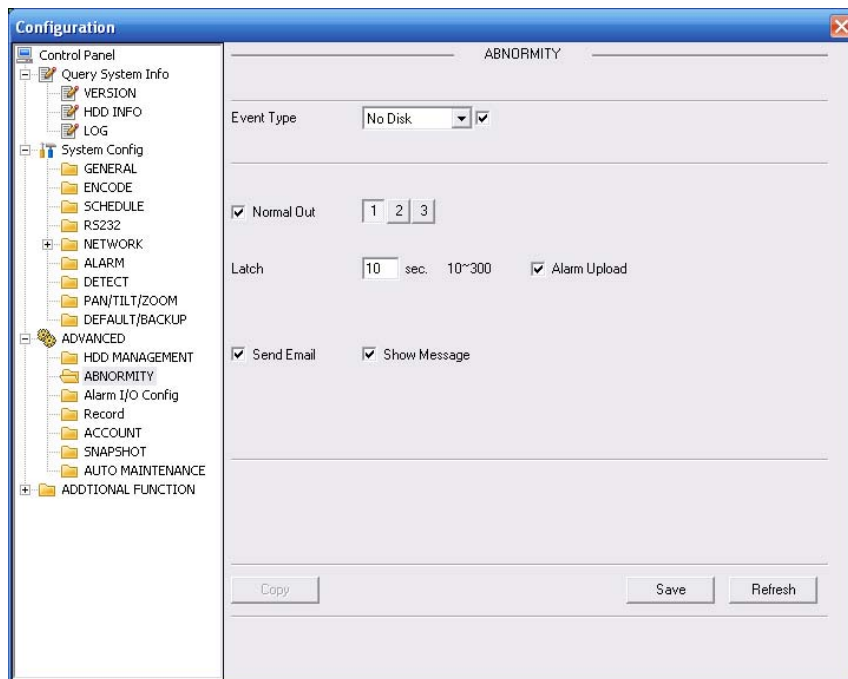 Configuration
Control Panel
Query System Info
VERSION
HDD INFO
LOG
System Config
GENERAL
ENCODE
SCHEDULE
RS232
NETWORK
ALARM
DETECT
PAN/TILT/ZOOM
DEFAULT/BACKUP
ADVANCED
HDD MANAGEMENT
ABNORMITY
Alarm I/O Config
Record
ACCOUNT
SNAPSHOT
AUTO MAINTENANCE
ADDTIONAL FUNCTION
ABNORMITY
Event Type No Disk
Normal Out 1 2 3
Latch 10 sec. 10~300 Alarm Upload
Send Email Show Message
Copy Save Refresh